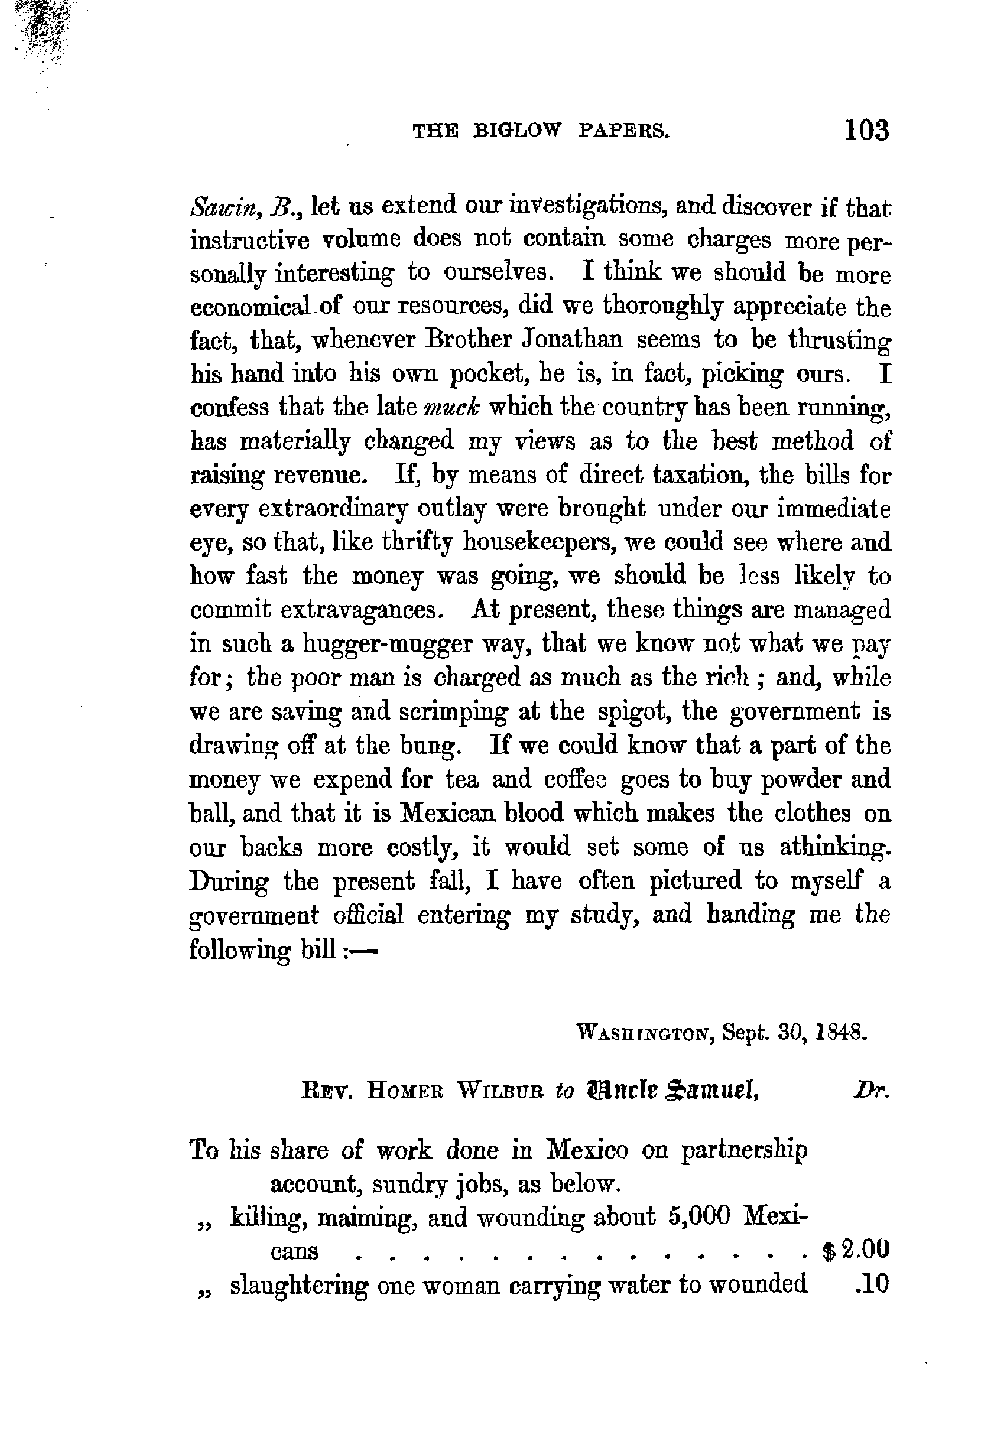 THE BIGLOW PAPERS. 103
Sawin, B., let us extend our investigations, and discover if that
instructive volume does not contain some charges more per-
sonally interesting to ourselves. I think we should be more
economical of our resources, did we thoroughly appreciate the
fact, that, whenever Brother Jonathan seems to be thrusting
his hand into his own pocket, he is, in fact, picking ours. I
confess that the late muck which the country has been running,
has materially changed my views as to the best method of
raising revenue. If, by means of direct taxation, the bills for
every extraordinary outlay were brought under our immediate
eye, so that, like thrifty housekeepers, we could see where and
how fast the money was going, we should be less likely to
commit extravagances. At present, these things are managed
in such a hugger-mugger way, that we know not what we pay
for; the poor man is charged as much as the rich; and, while
we are saving and scrimping at the spigot, the government is
drawing off at the bung. If we could know that a part of the
money we expend for tea and coffee goes to buy powder and
ball, and that it is Mexican blood which makes the clothes on
our backs more costly, it would set some of us athinking.
During the present fall, I have often pictured to myself a
government official entering my study, and handing me the
following bill:—
WASHINGTON, Sept. 30, 1848.
REV. HOMER WILBUR to Uncle Samuel, Dr.
To his share of work done in Mexico on partnership
account, sundry jobs, as below.
„ killing, maiming, and wounding about 5,000 Mexi-
cans . . . . . . . . . . . . . . $2.00
„ slaughtering one woman carrying water to wounded .10